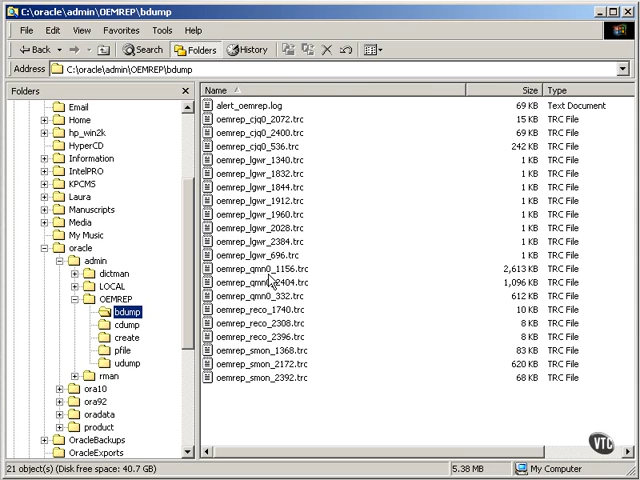 C:\oracle\admin\OEMREP\bdump
File Edit View Favorites Tools Help
Back Search Folders History
Address C:\oracle\admin\OEMREP\bdump
Folders
Email
Home
hp_win2k
HyperCD
Information
IntelPRO
KPCMS
Laura
Manuscripts
Media
My Music
oracle
admin
dictman
LOCAL
OEMREP
bdump
cdump
create
pfile
udump
rman
ora10
ora92
oradata
product
OracleBackups
OracleExports
Name Size Type
alert_oemrep.log 69 KB Text Document
oemrep_cjq0_2072.trc 15 KB TRC File
oemrep_cjq0_2400.trc 69 KB TRC File
oemrep_cjq0_536.trc 242 KB TRC File
oemrep_lgwr_1340.trc 1 KB TRC File
oemrep_lgwr_1832.trc 1 KB TRC File
oemrep_lgwr_1844.trc 1 KB TRC File
oemrep_lgwr_1912.trc 1 KB TRC File
oemrep_lgwr_1960.trc 1 KB TRC File
oemrep_lgwr_2028.trc 1 KB TRC File
oemrep_lgwr_2384.trc 1 KB TRC File
oemrep_lgwr_696.trc 1 KB TRC File
oemrep_qmn0_1156.trc 2,613 KB TRC File
oemrep_qmn0_2404.trc 1,096 KB TRC File
oemrep_qmn0_332.trc 612 KB TRC File
oemrep_reco_1740.trc 10 KB TRC File
oemrep_reco_2308.trc 8 KB TRC File
oemrep_reco_2396.trc 8 KB TRC File
oemrep_smon_1368.trc 83 KB TRC File
oemrep_smon_2172.trc 620 KB TRC File
oemrep_smon_2392.trc 68 KB TRC File
VTC
21 object(s) (Disk free space: 40.7 GB) 5.38 MB My Computer